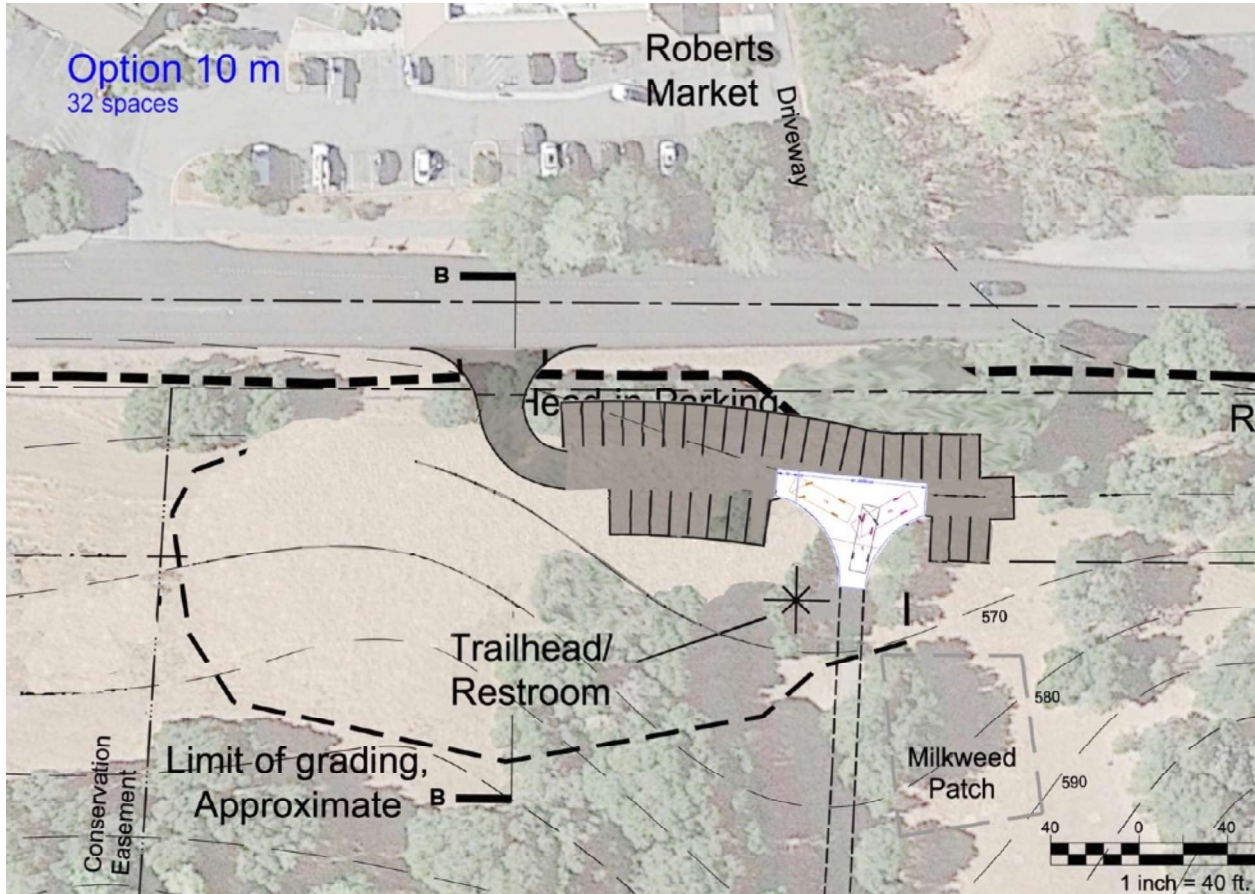 Option 10 m
32 spaces
Roberts
Market
Driveway
B
Head-in Parking
R
Trailhead/
Restroom
570
580
590
Milkweed
Patch
Limit of grading,
Approximate
B
Conservation
Easement
40 0 40
1 inch = 40 ft.